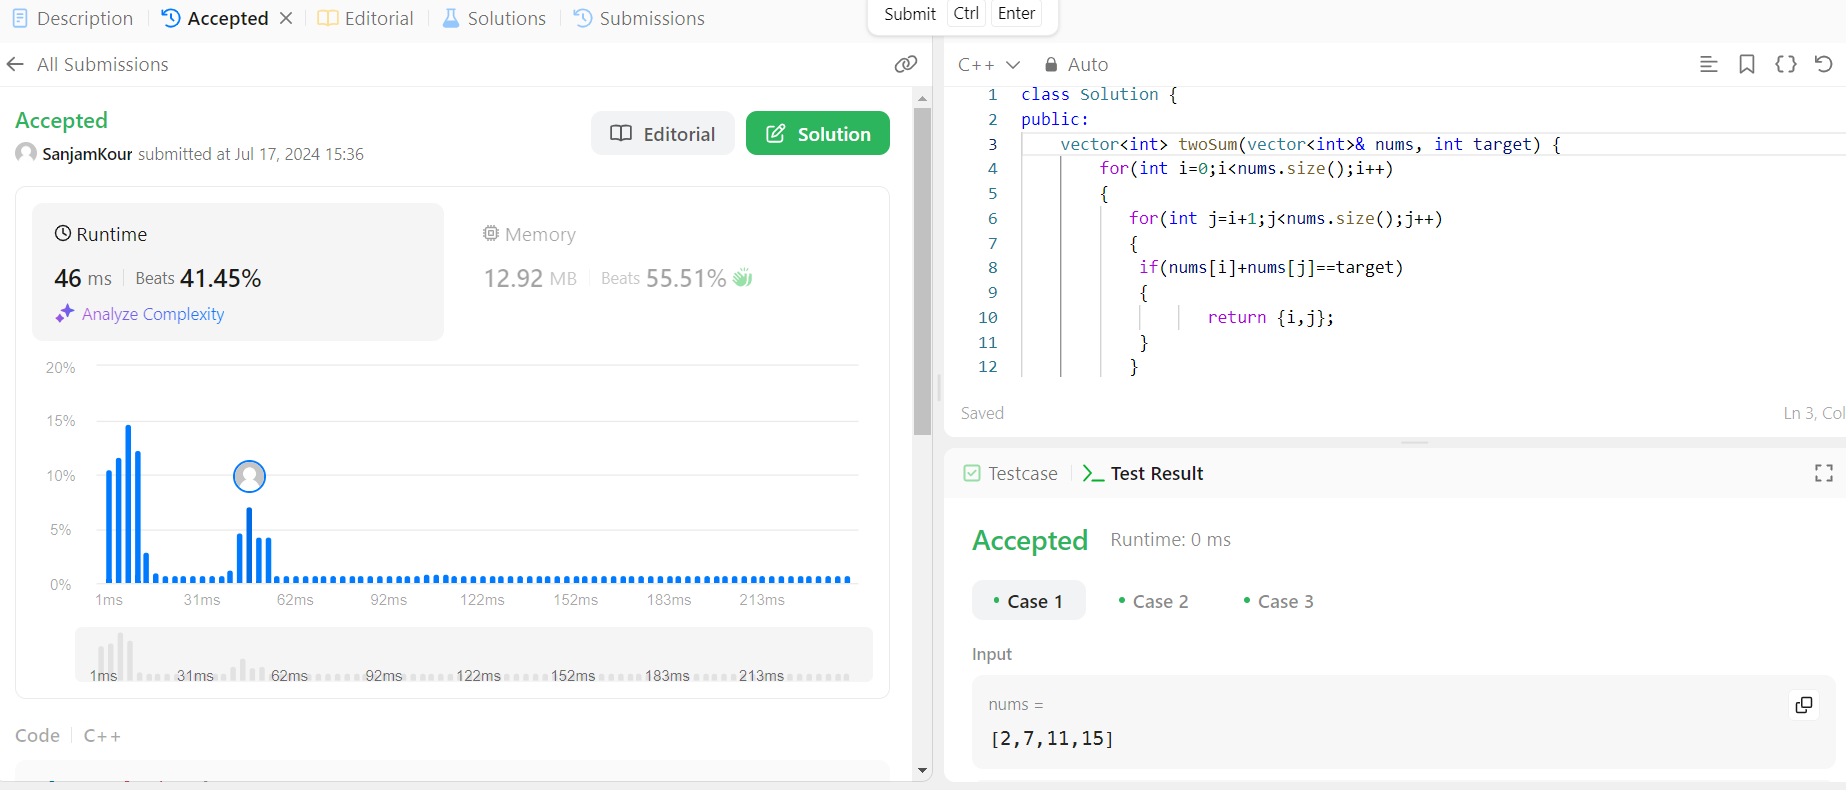 Description
Accepted
Editorial
Solutions
Submissions
Submit Ctrl Enter
All Submissions
Accepted
SanjamKour submitted at Jul 17, 2024 15:36
Editorial
Solution
Runtime
46 ms Beats 41.45%
Analyze Complexity
Memory
12.92 MB Beats 55.51%
20%
15%
10%
5%
0%
1ms 31ms 62ms 92ms 122ms 152ms 183ms 213ms
1ms 31ms 62ms 92ms 122ms 152ms 183ms 213ms
Code C++
C++ Auto
1 class Solution {
2 public:
3 vector<int> twoSum(vector<int>& nums, int target) {
4 for(int i=0;i<nums.size();i++)
5 {
6 for(int j=i+1;j<nums.size();j++)
7 {
8 if(nums[i]+nums[j]==target)
9 {
10 return {i,j};
11 }
12 }
Saved
Ln 3, Col
Testcase
Test Result
Accepted Runtime: 0 ms
Case 1 Case 2 Case 3
Input
nums =
[2,7,11,15]